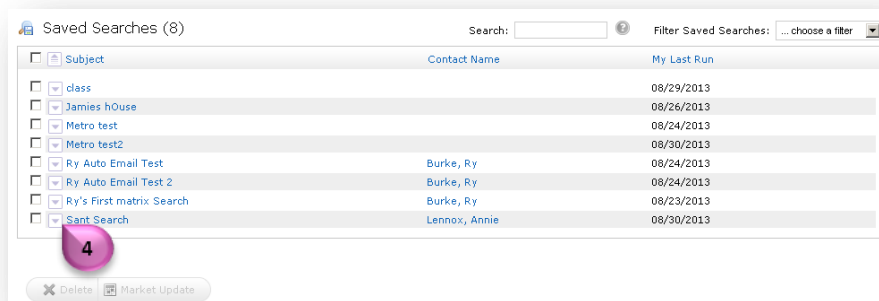 Saved Searches (8) Search: Filter Saved Searches: ... choose a filter
Subject Contact Name My Last Run
class 08/29/2013
Jamies hOuse 08/26/2013
Metro test 08/24/2013
Metro test2 08/30/2013
Ry Auto Email Test Burke, Ry 08/24/2013
Ry Auto Email Test 2 Burke, Ry 08/24/2013
Ry's First matrix Search Burke, Ry 08/23/2013
Sant Search Lennox, Annie 08/30/2013
4
Delete Market Update